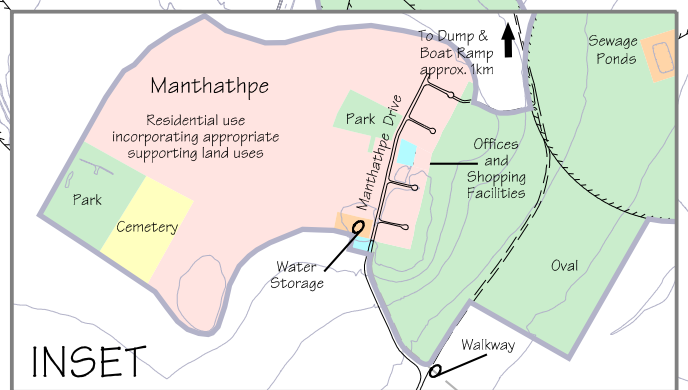 To Dump &
Boat Ramp
approx. 1km
Sewage
Ponds
Manthathpe
Residential use
incorporating appropriate
supporting land uses
Park
Manthathpe Drive
Offices
and
Shopping
Facilities
Park
Cemetery
Water
Storage
Oval
Walkway
INSET